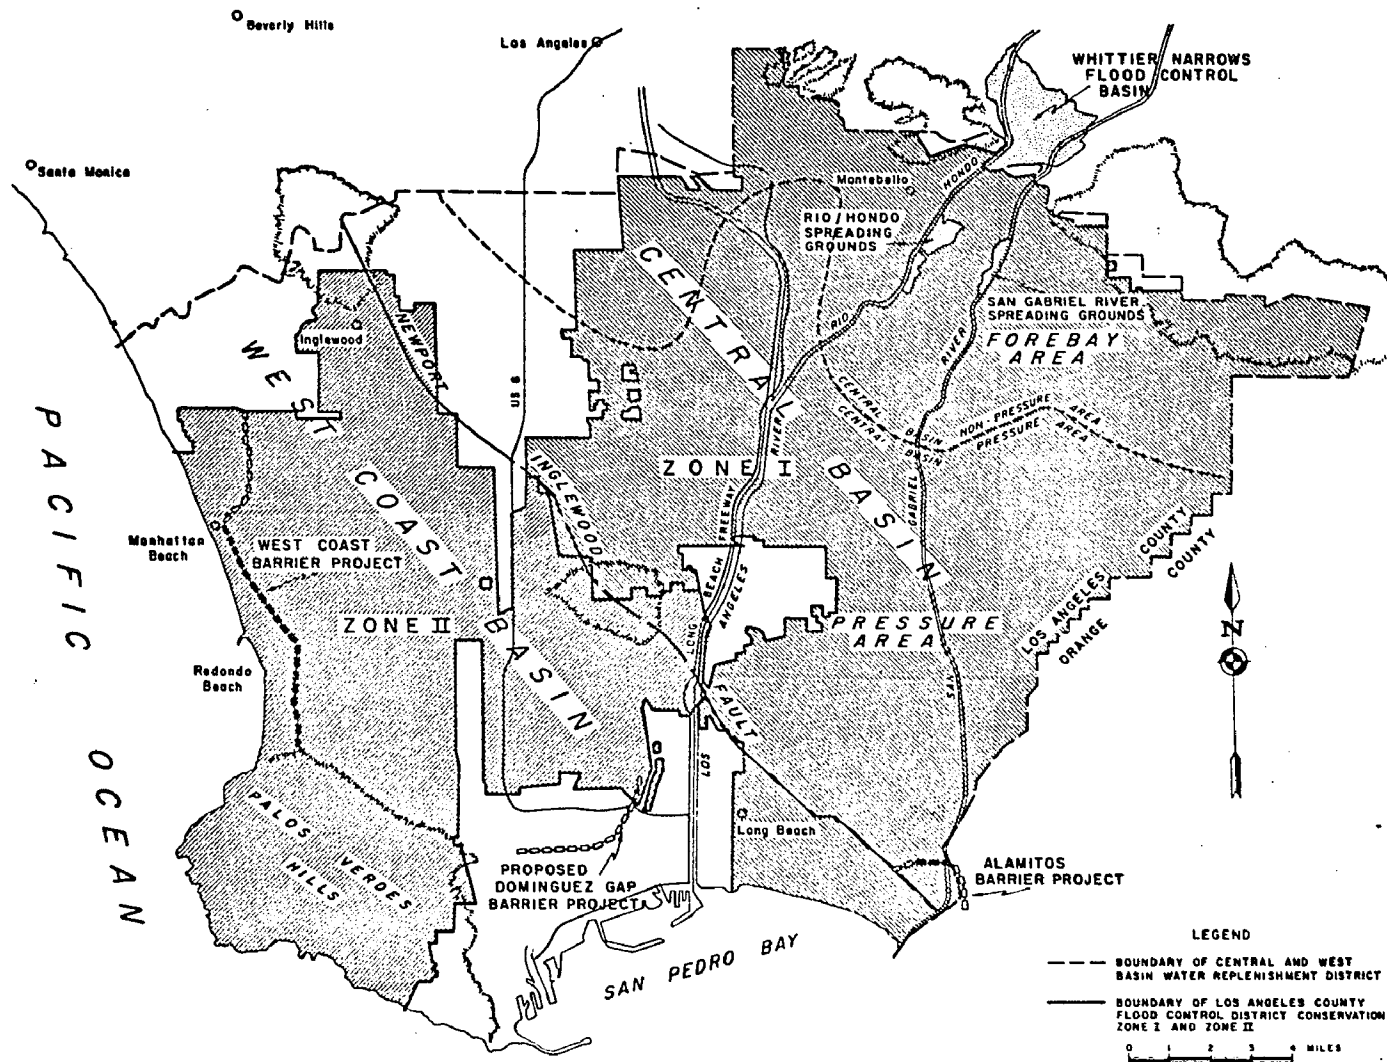 Beverly Hills
Los Angeles
WHITTIER NARROWS
FLOOD CONTROL
BASIN
Santa Monica
Montebello
RIO HONDO
RIO/HONDO
SPREADING
GROUNDS
SAN GABRIEL RIVER
SPREADING GROUNDS
FOREBAY
AREA
Inglewood
NEWPORT
INGLEWOOD
FAULT
US 6
WEST COAST BASIN
CENTRAL BASIN
CENTRAL BASIN NON PRESSURE AREA
CENTRAL BASIN PRESSURE AREA
ZONE I
LONG BEACH FREEWAY
LOS ANGELES RIVER
SAN GABRIEL RIVER
PACIFIC OCEAN
Manhattan
Beach
WEST COAST
BARRIER PROJECT
ZONE II
PRESSURE
AREA
LOS ANGELES COUNTY
ORANGE COUNTY
N
Redondo
Beach
PALOS VERDES
HILLS
Long Beach
PROPOSED
DOMINGUEZ GAP
BARRIER PROJECT
ALAMITOS
BARRIER PROJECT
SAN PEDRO BAY
LEGEND
BOUNDARY OF CENTRAL AND WEST
BASIN WATER REPLENISHMENT DISTRICT
BOUNDARY OF LOS ANGELES COUNTY
FLOOD CONTROL DISTRICT CONSERVATION
ZONE I AND ZONE II
0 1 2 3 4 MILES